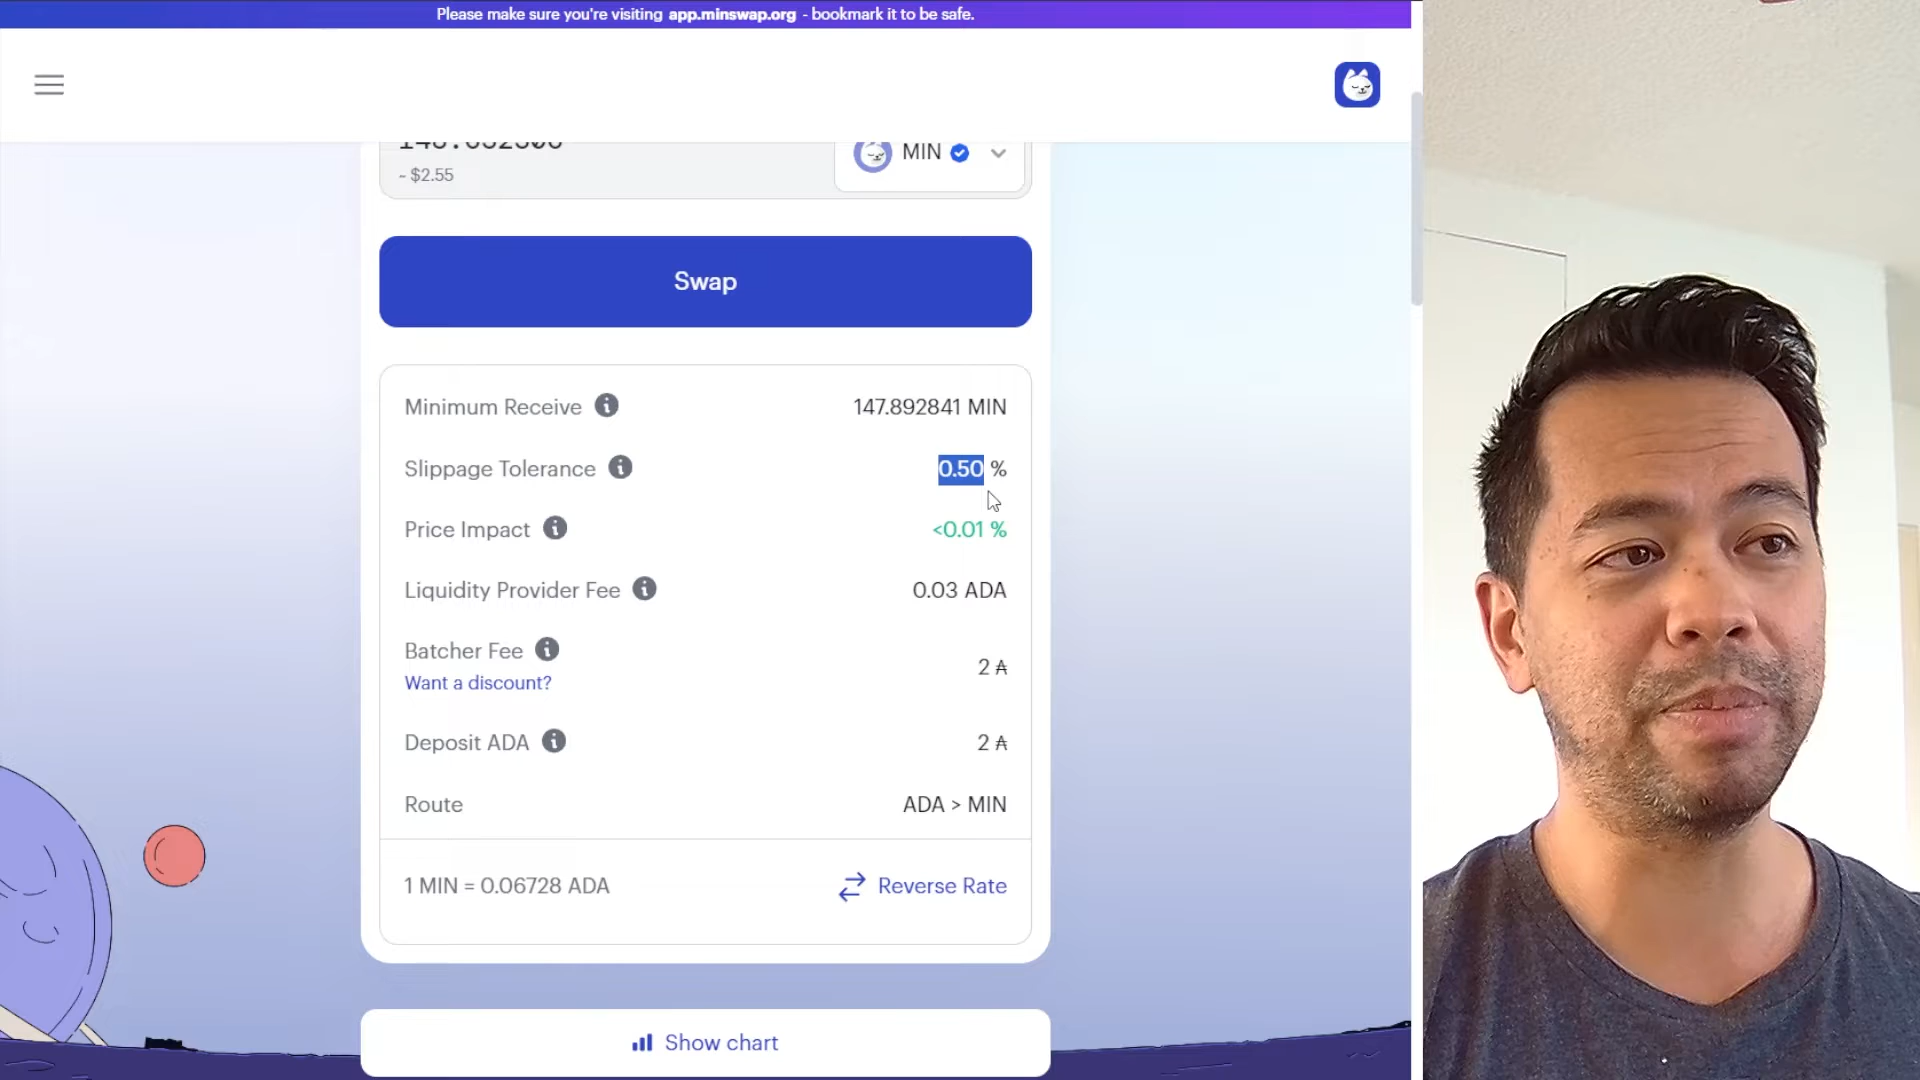 Please make sure you're visiting app.minswap.org - bookmark it to be safe.
~ $2.55
MIN
Swap
Minimum Receive 147.892841 MIN
Slippage Tolerance 0.50 %
Price Impact <0.01 %
Liquidity Provider Fee 0.03 ADA
Batcher Fee 2 ₳
Want a discount?
Deposit ADA 2 ₳
Route ADA > MIN
1 MIN = 0.06728 ADA Reverse Rate
Show chart